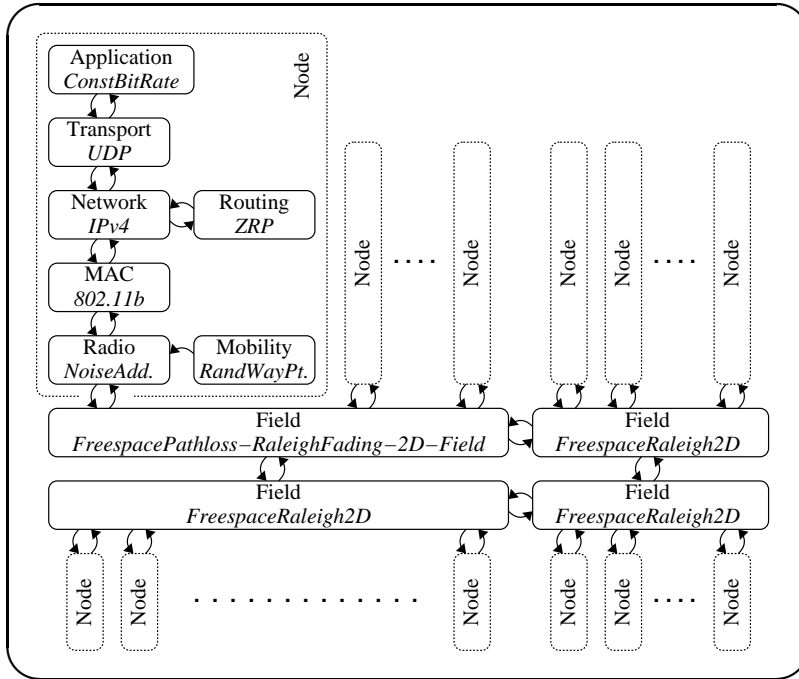 Application
ConstBitRate
Node
Transport
UDP
Network
IPv4
Routing
ZRP
MAC
802.11b
Radio
NoiseAdd.
Mobility
RandWayPt.
Node
. . . .
Node
Node
Node
. . . .
Node
Field
FreespacePathloss−RaleighFading−2D−Field
Field
FreespaceRaleigh2D
Field
FreespaceRaleigh2D
Field
FreespaceRaleigh2D
Node
Node
. . . . . . . . . . . . .
Node
Node
Node
. . . .
Node